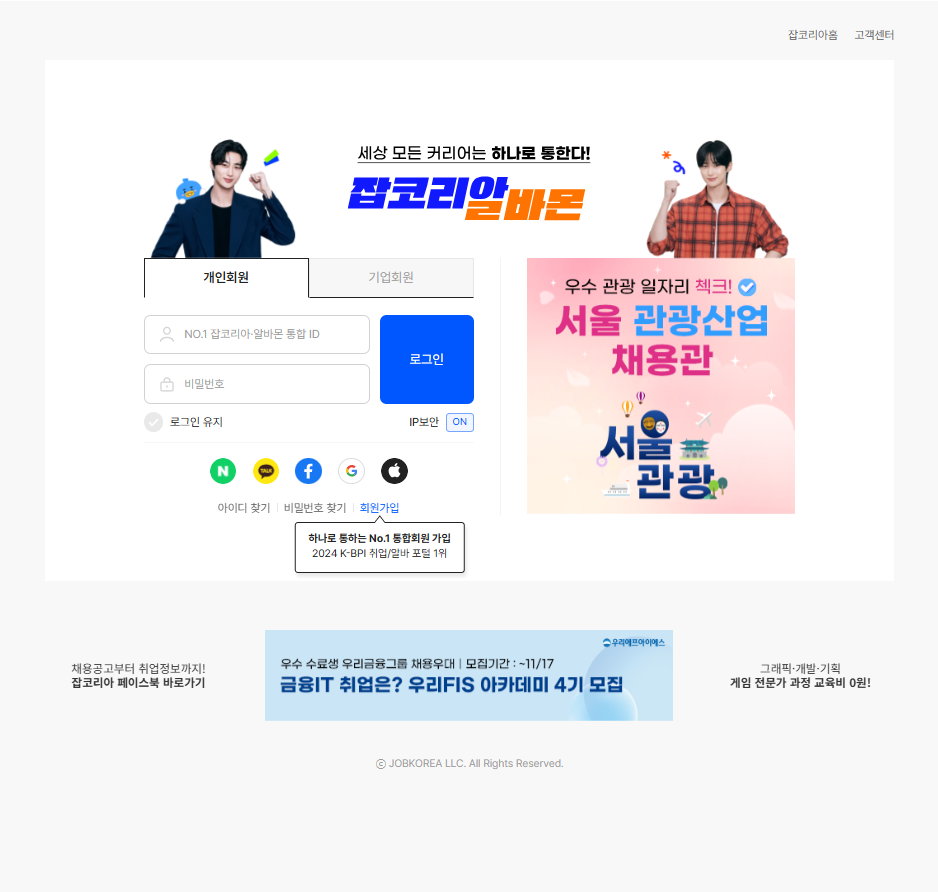 잡코리아홈 고객센터
세상 모든 커리어는 하나로 통한다!
잡코리아알바몬
개인회원 기업회원
NO.1 잡코리아·알바몬 통합 ID
비밀번호
로그인
로그인 유지 IP보안 ON
N TALK f G
아이디 찾기 비밀번호 찾기 회원가입
하나로 통하는 No.1 통합회원 가입
2024 K-BPI 취업/알바 포털 1위
우수 관광 일자리 첵크!
서울 관광산업
채용관
서울
관광
채용공고부터 취업정보까지!
잡코리아 페이스북 바로가기
우리에프아이에스
우수 수료생 우리금융그룹 채용우대 | 모집기간 : ~11/17
금융IT 취업은? 우리FIS 아카데미 4기 모집
그래픽·개발·기획
게임 전문가 과정 교육비 0원!
ⓒ JOBKOREA LLC. All Rights Reserved.